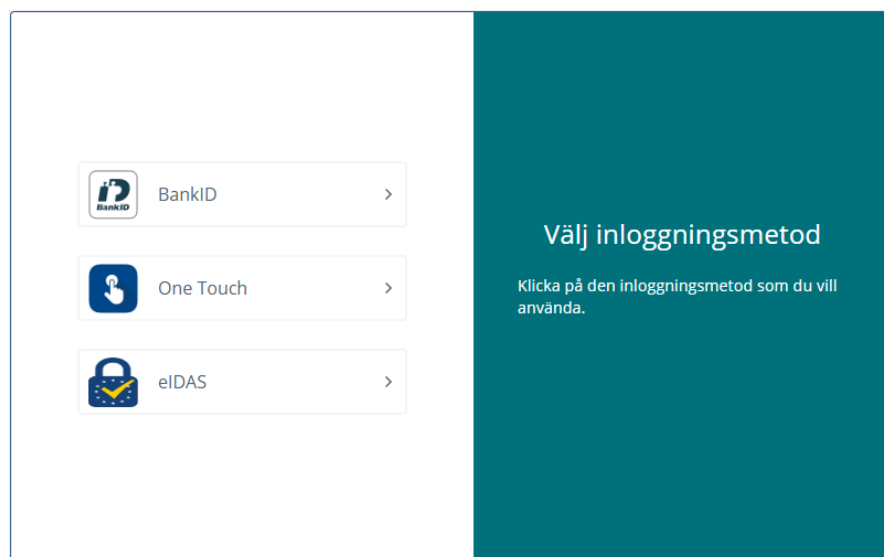 BankID
BankID
One Touch
eIDAS
Välj inloggningsmetod
Klicka på den inloggningsmetod som du vill
använda.